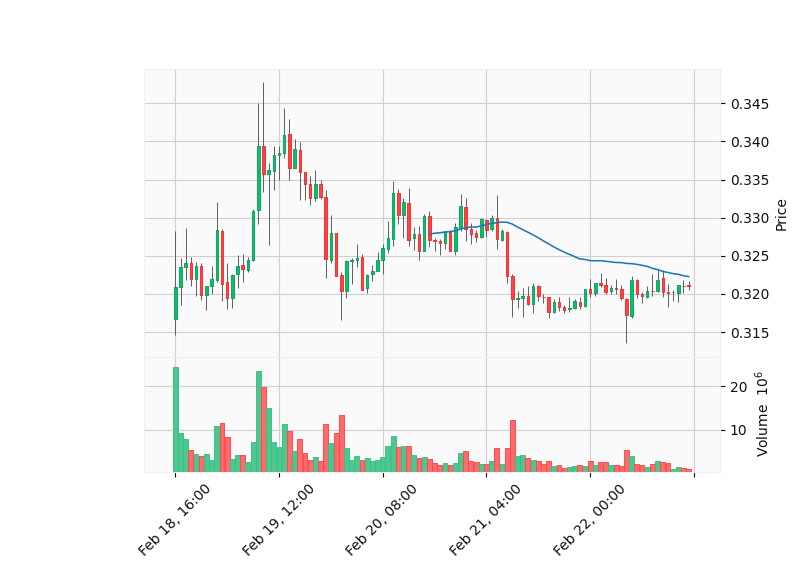 0.345
0.340
0.335
0.330
0.325
0.320
0.315
Price
20
10
Volume 10^6
Feb 18, 16:00
Feb 19, 12:00
Feb 20, 08:00
Feb 21, 04:00
Feb 22, 00:00